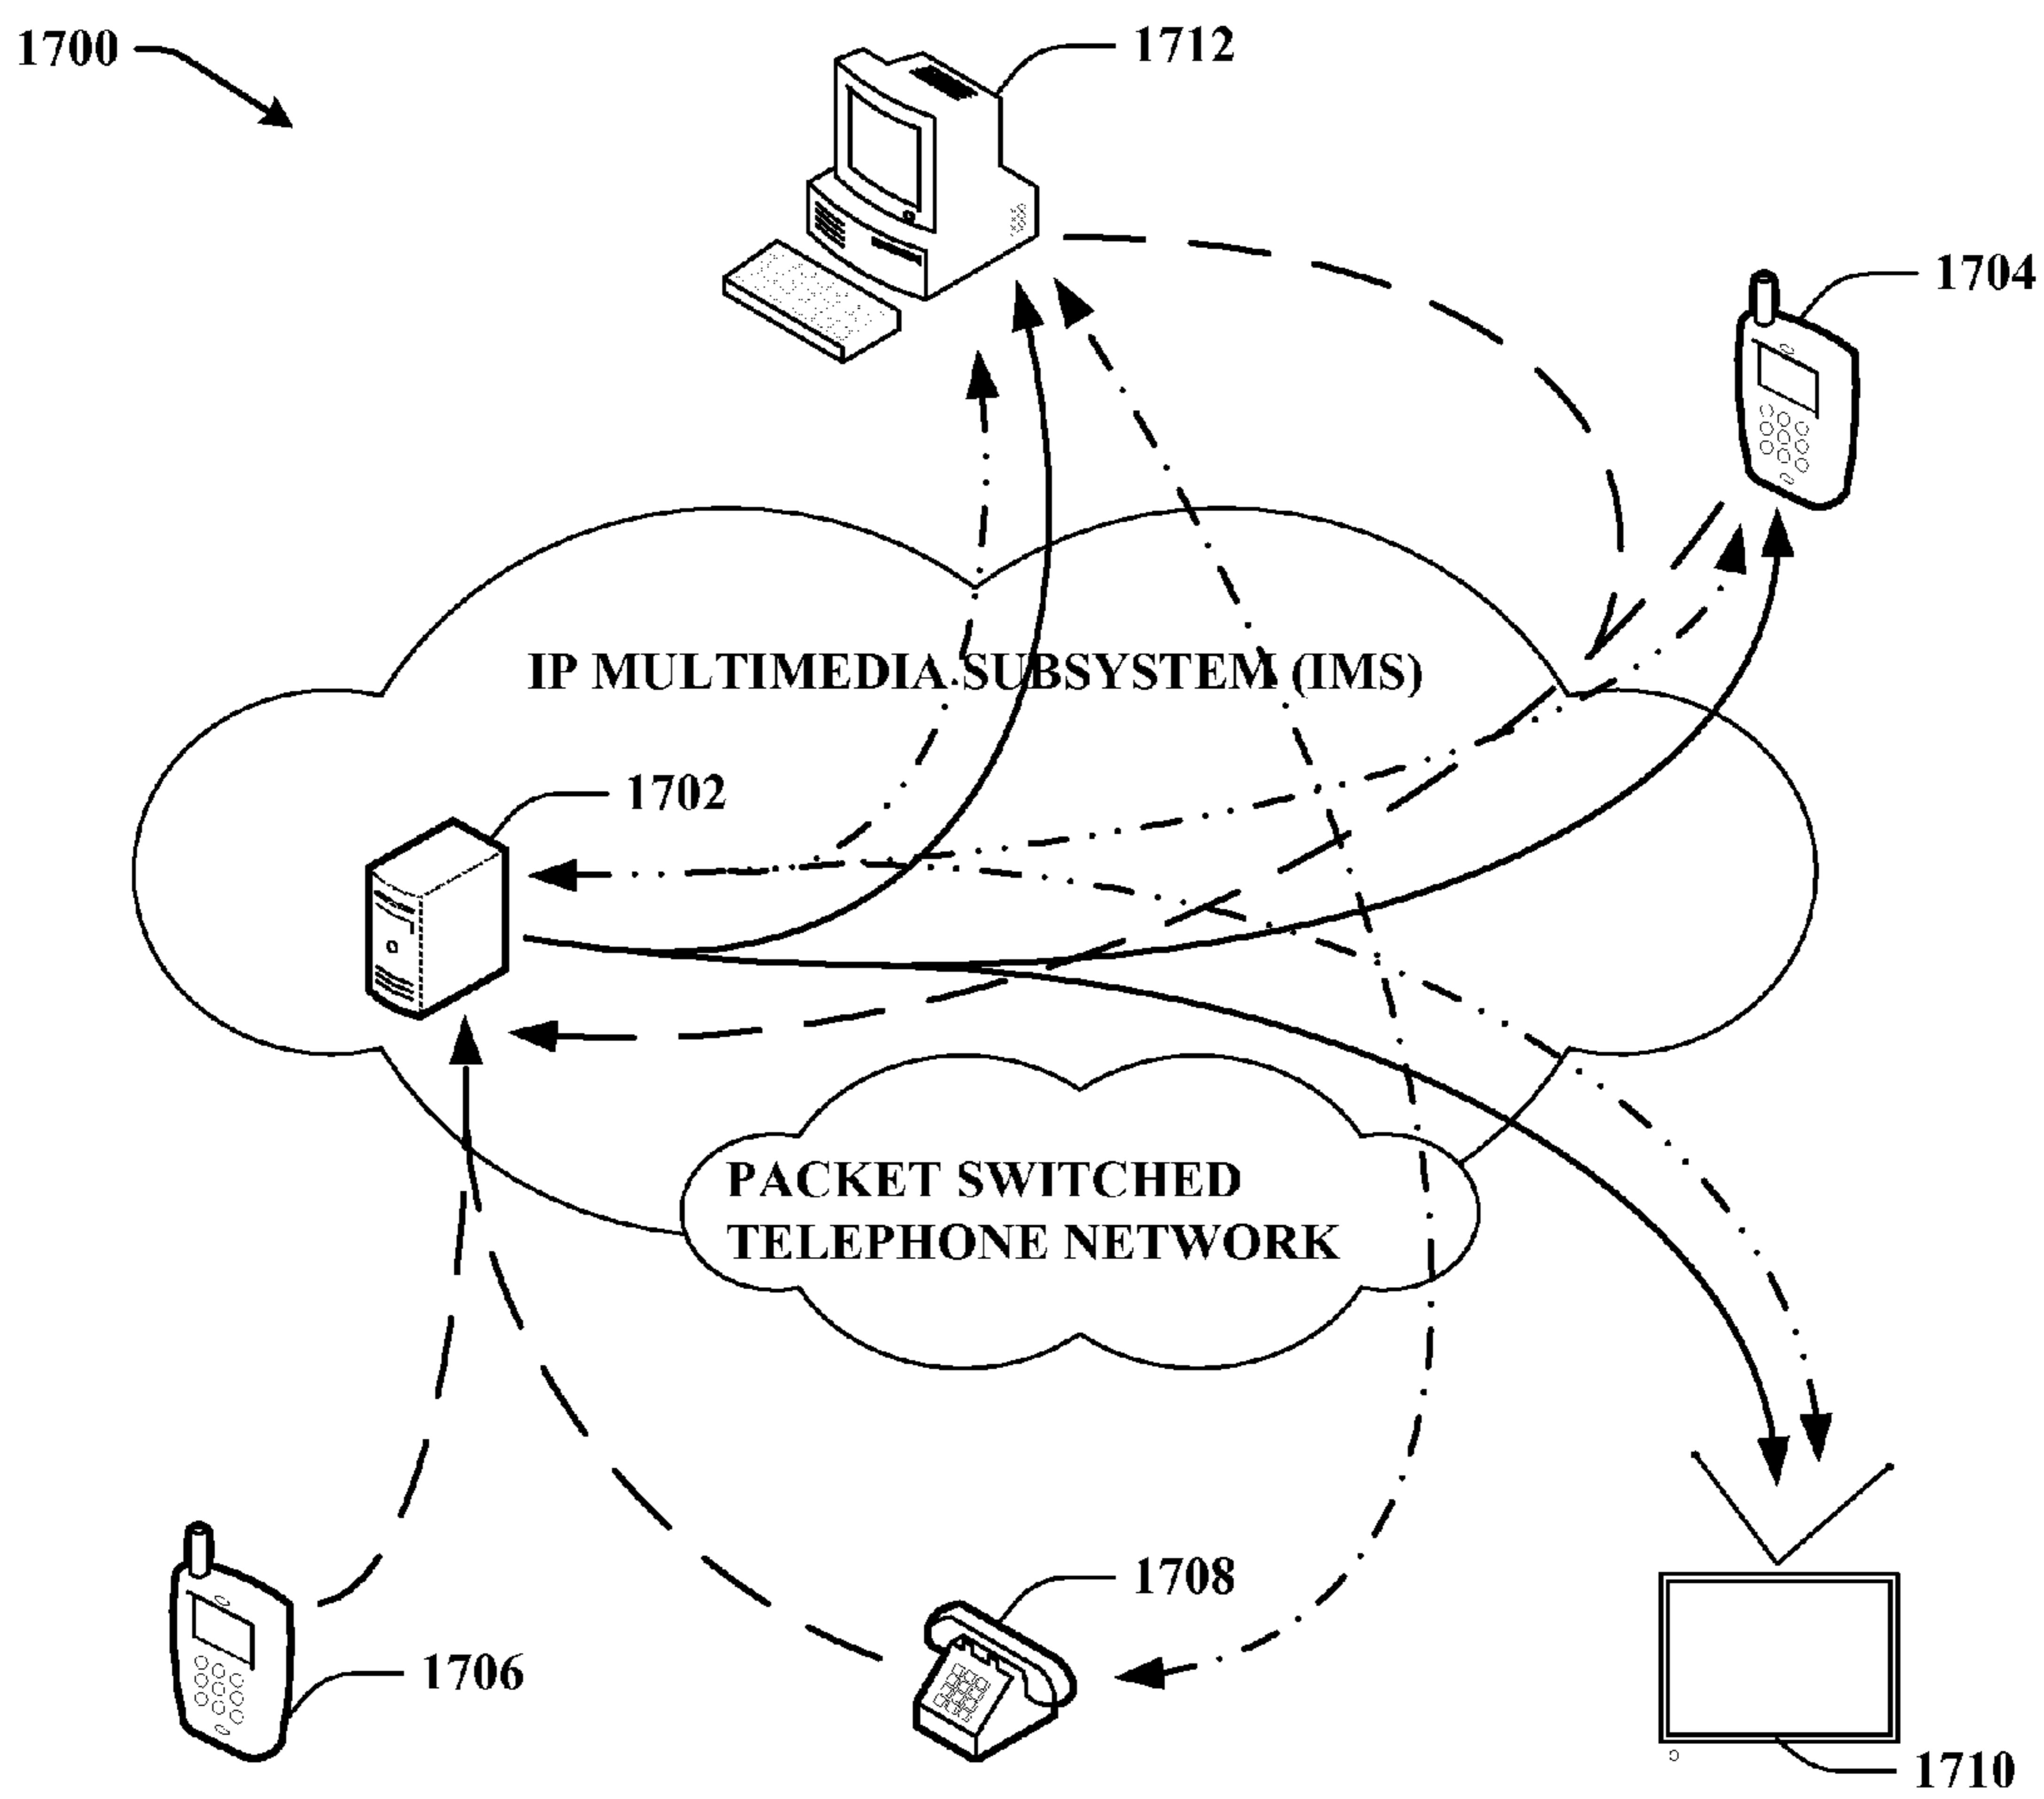 1700
1712
1704
IP MULTIMEDIA SUBSYSTEM (IMS)
1702
PACKET SWITCHED
TELEPHONE NETWORK
1708
1706
1710